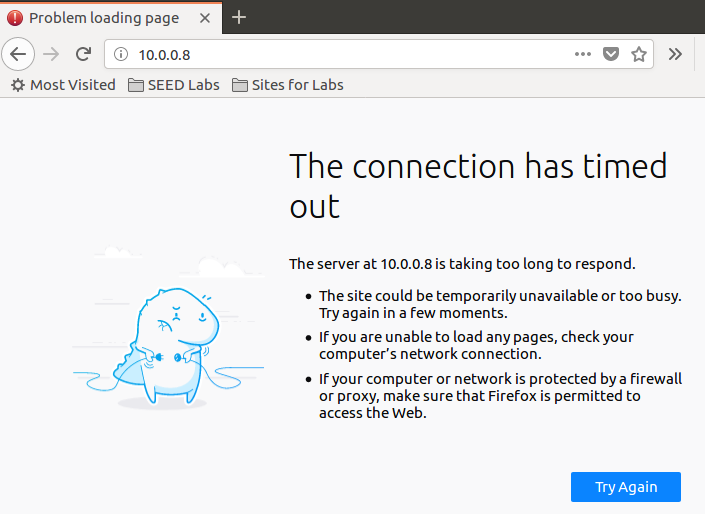 Problem loading page
10.0.0.8
Most Visited SEED Labs Sites for Labs
The connection has timed
out
The server at 10.0.0.8 is taking too long to respond.
The site could be temporarily unavailable or too busy.
Try again in a few moments.
If you are unable to load any pages, check your
computer’s network connection.
If your computer or network is protected by a firewall
or proxy, make sure that Firefox is permitted to
access the Web.
Try Again